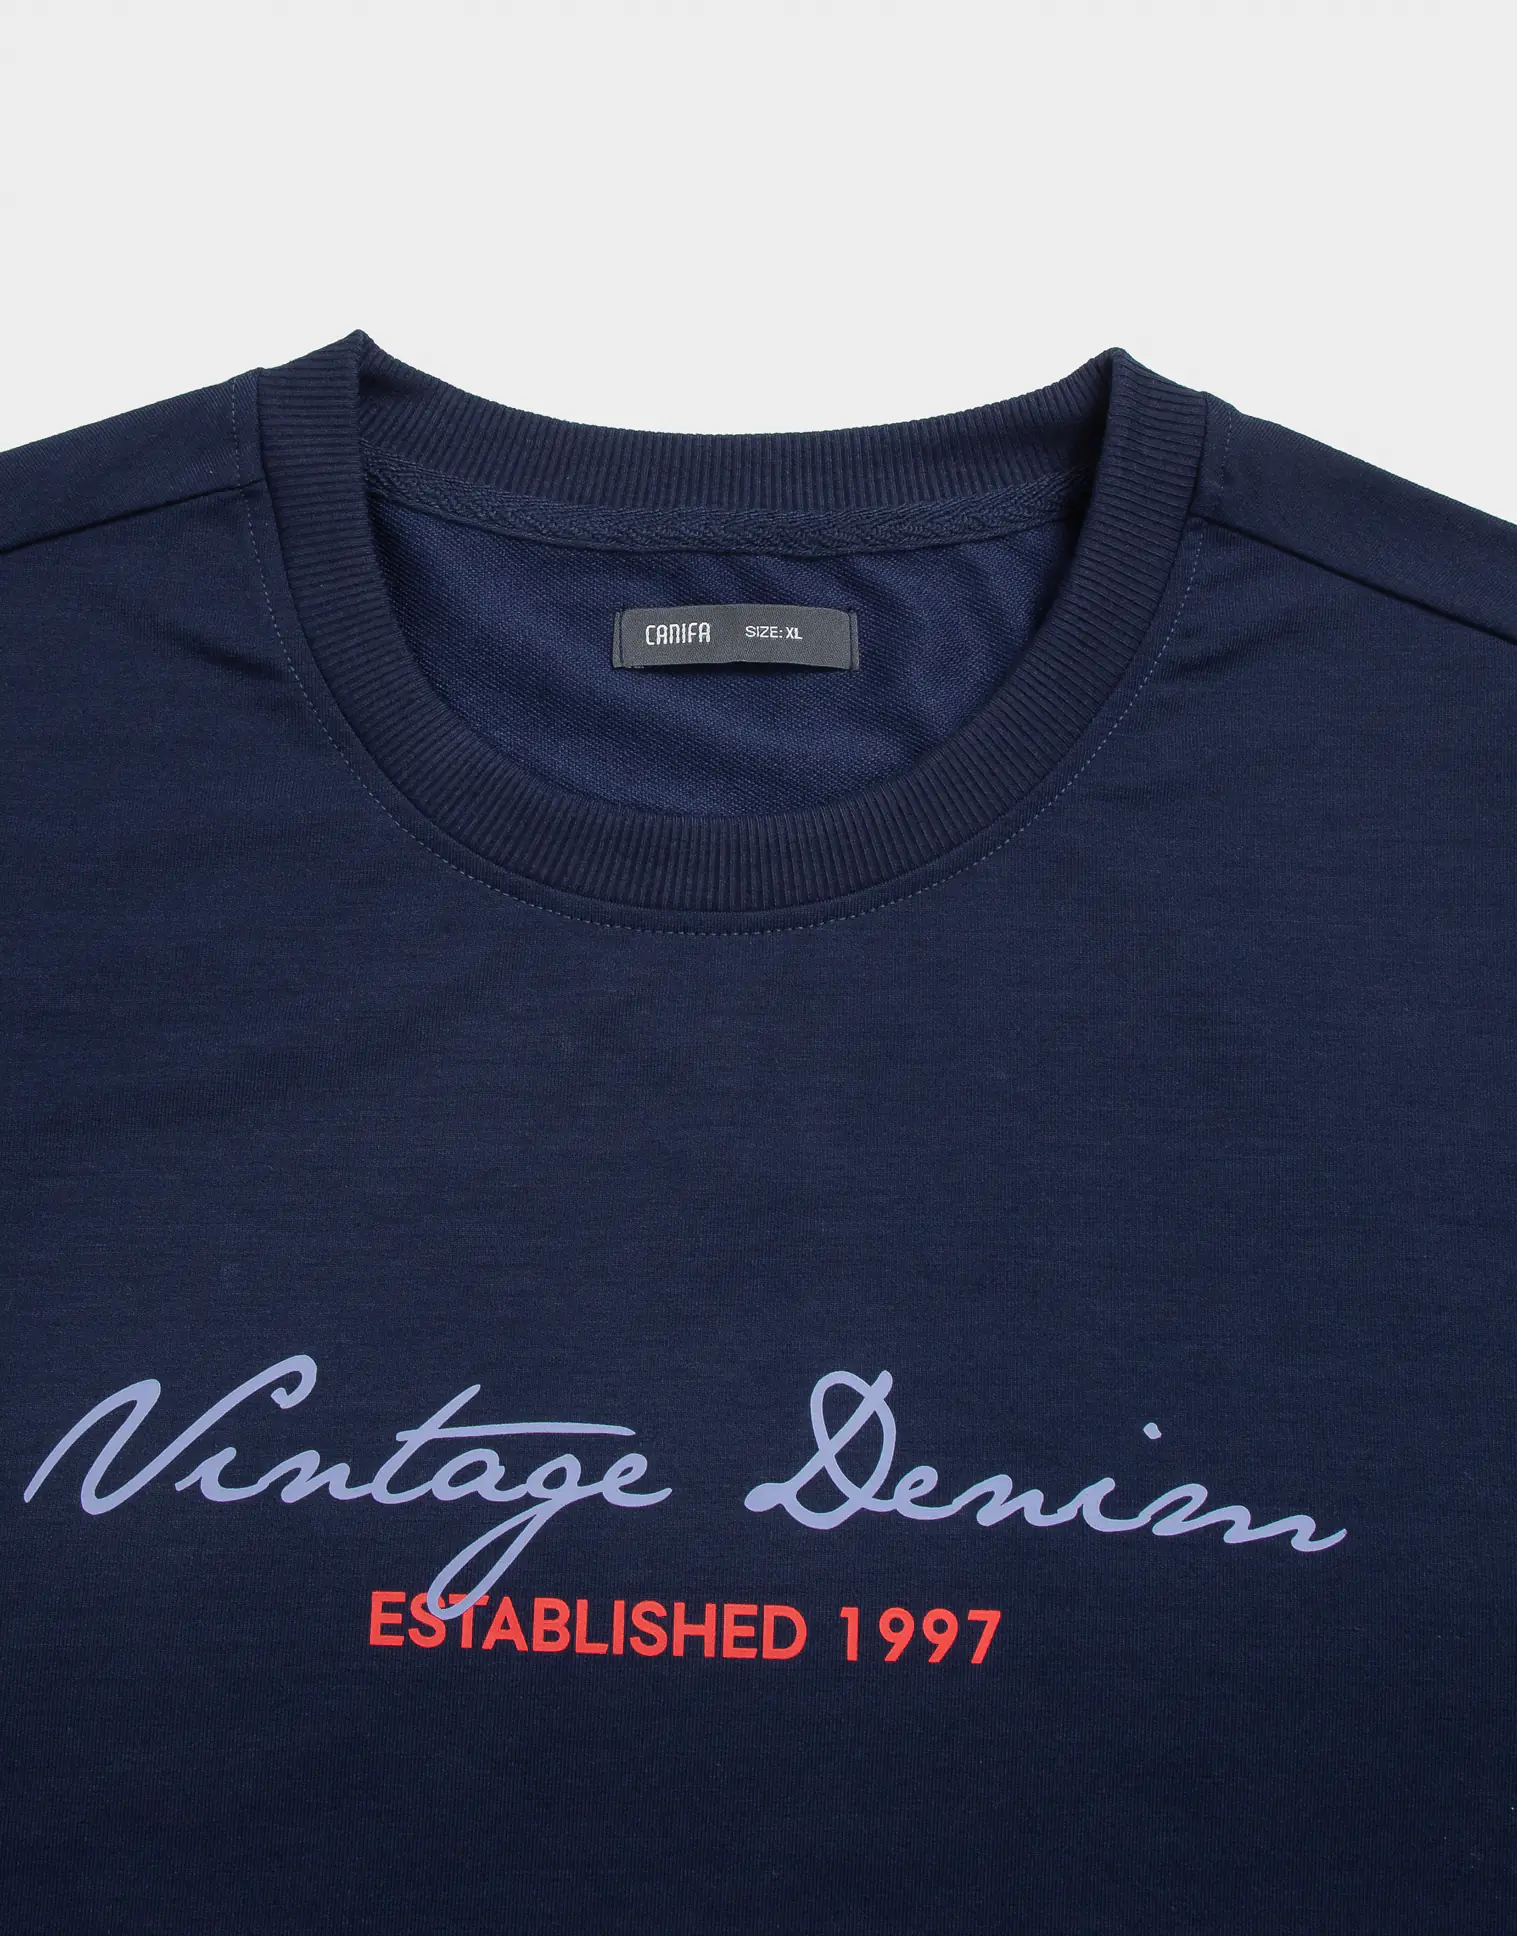 CANIFA SIZE: XL
Vintage Denim
ESTABLISHED 1997